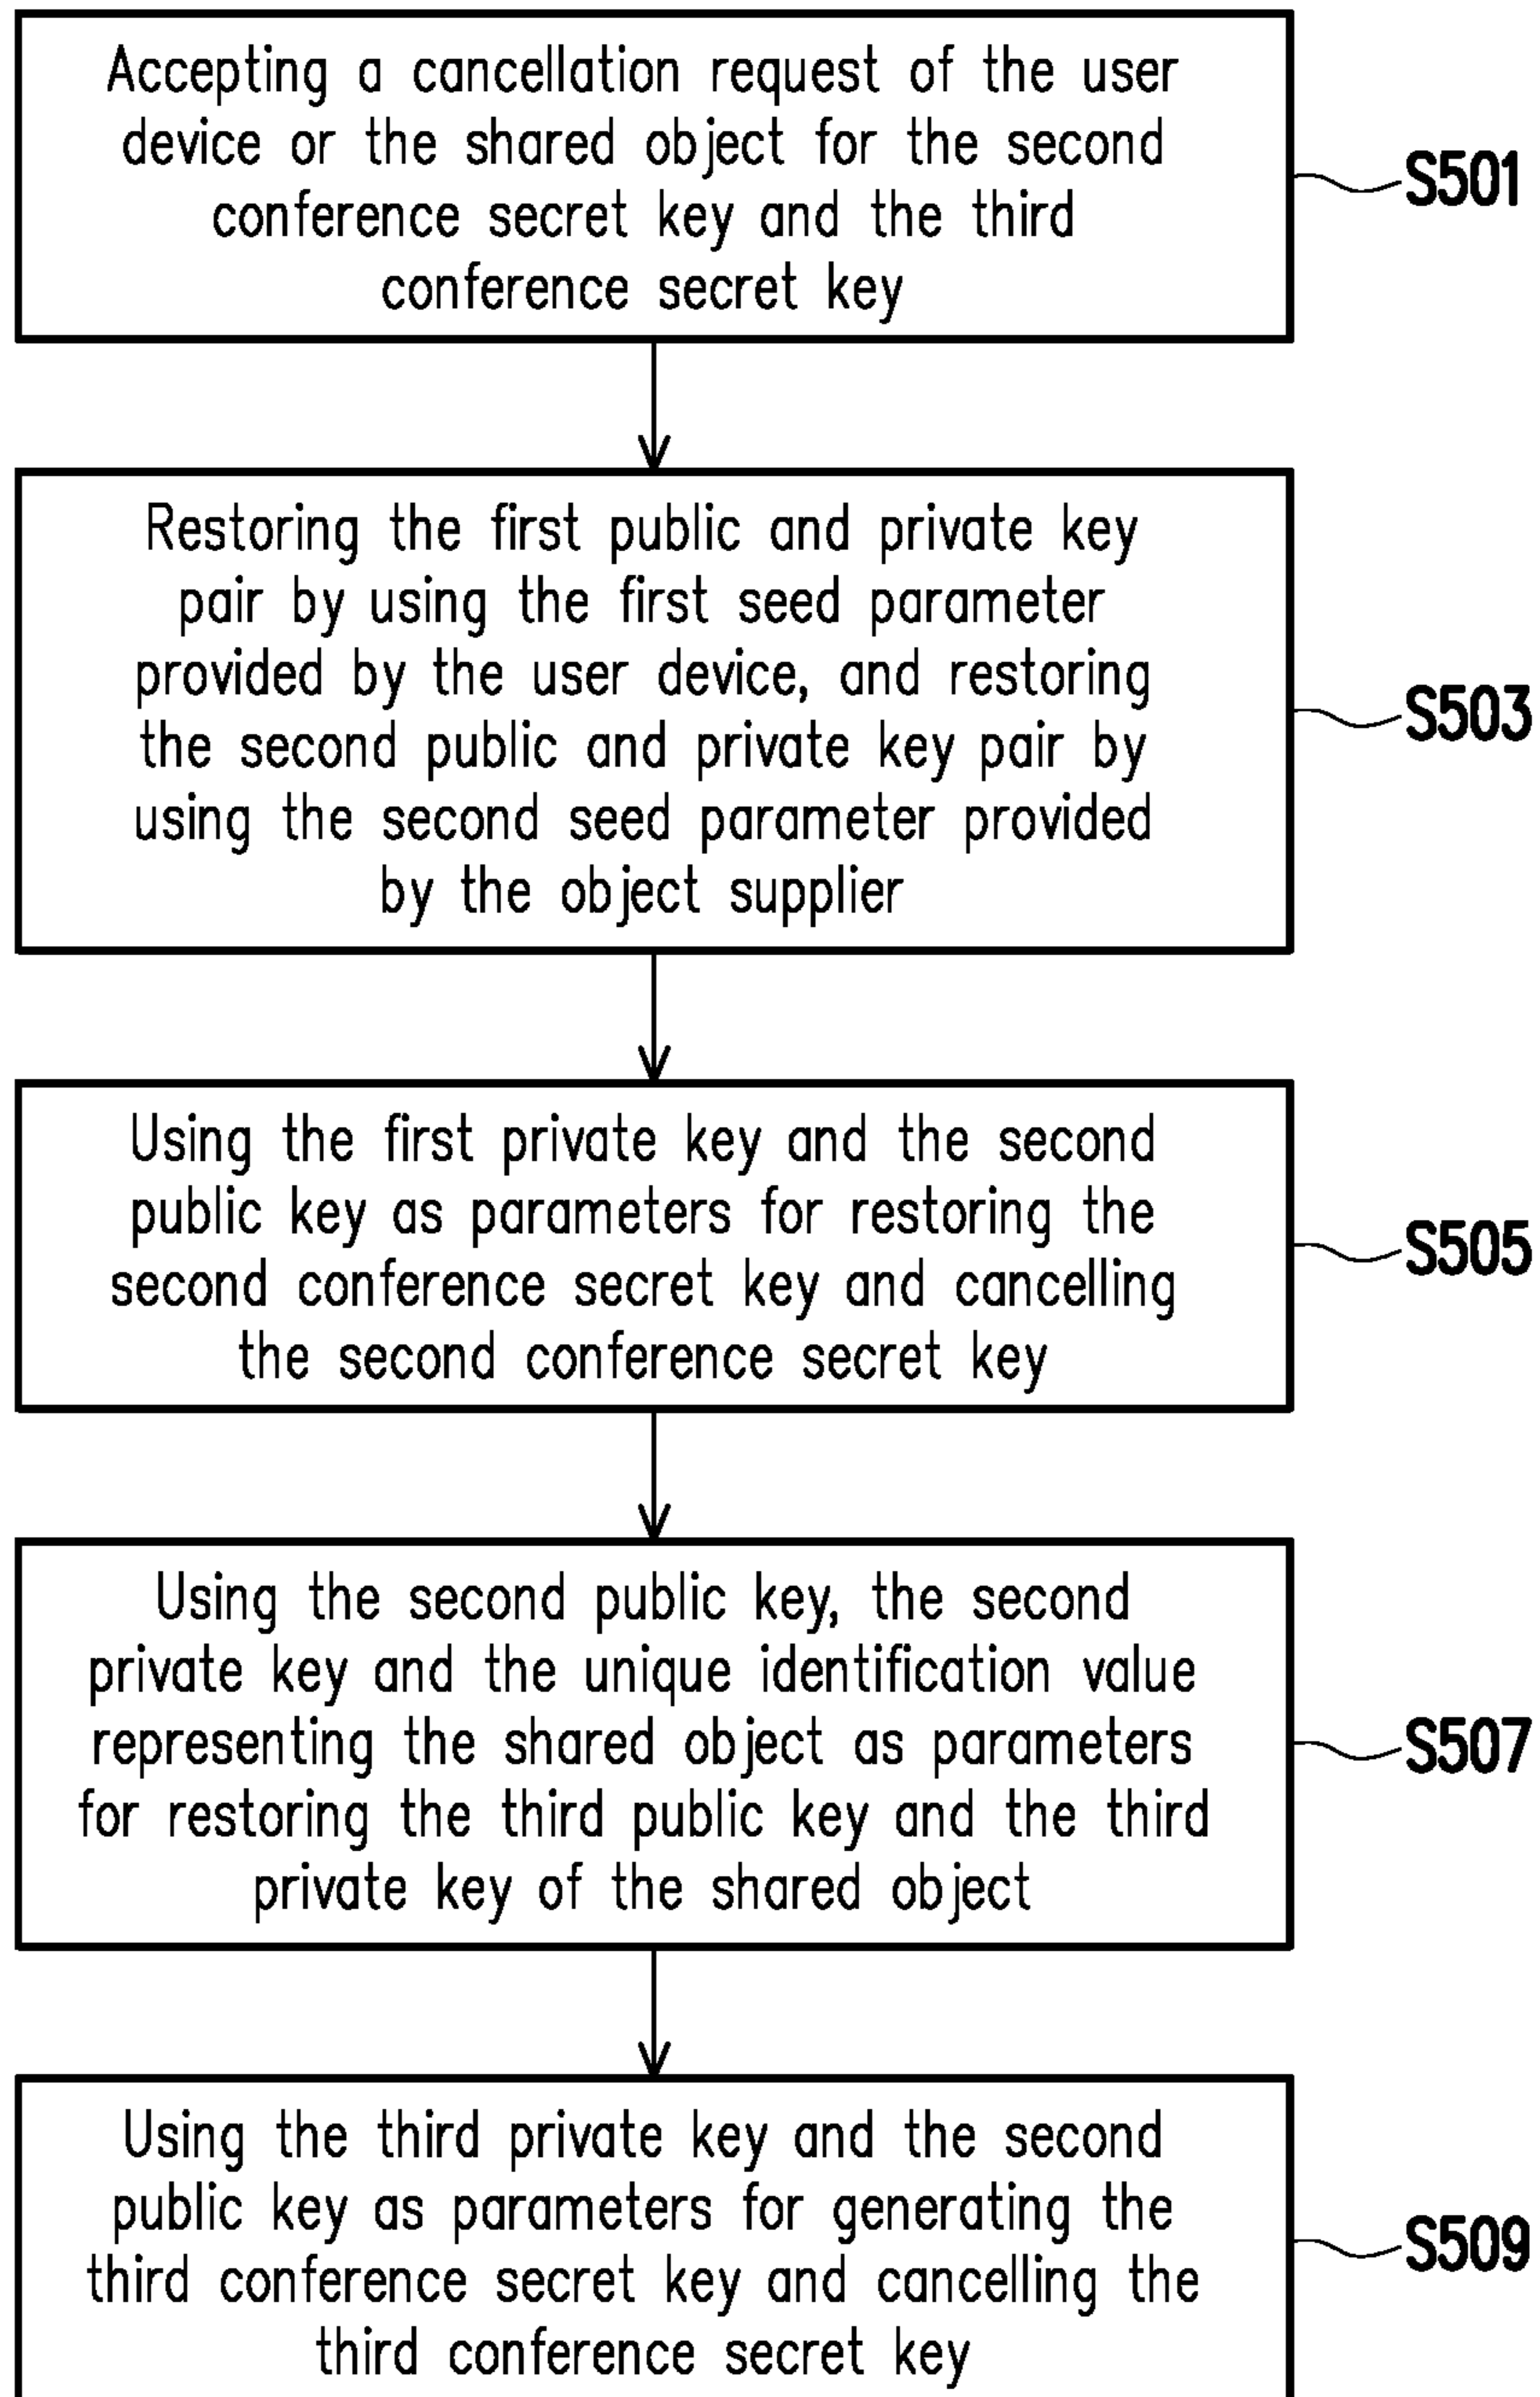 Accepting a cancellation request of the user
device or the shared object for the second
conference secret key and the third
conference secret key
S501
Restoring the first public and private key
pair by using the first seed parameter
provided by the user device, and restoring
the second public and private key pair by
using the second seed parameter provided
by the object supplier
S503
Using the first private key and the second
public key as parameters for restoring the
second conference secret key and cancelling
the second conference secret key
S505
Using the second public key, the second
private key and the unique identification value
representing the shared object as parameters
for restoring the third public key and the third
private key of the shared object
S507
Using the third private key and the second
public key as parameters for generating the
third conference secret key and cancelling the
third conference secret key
S509